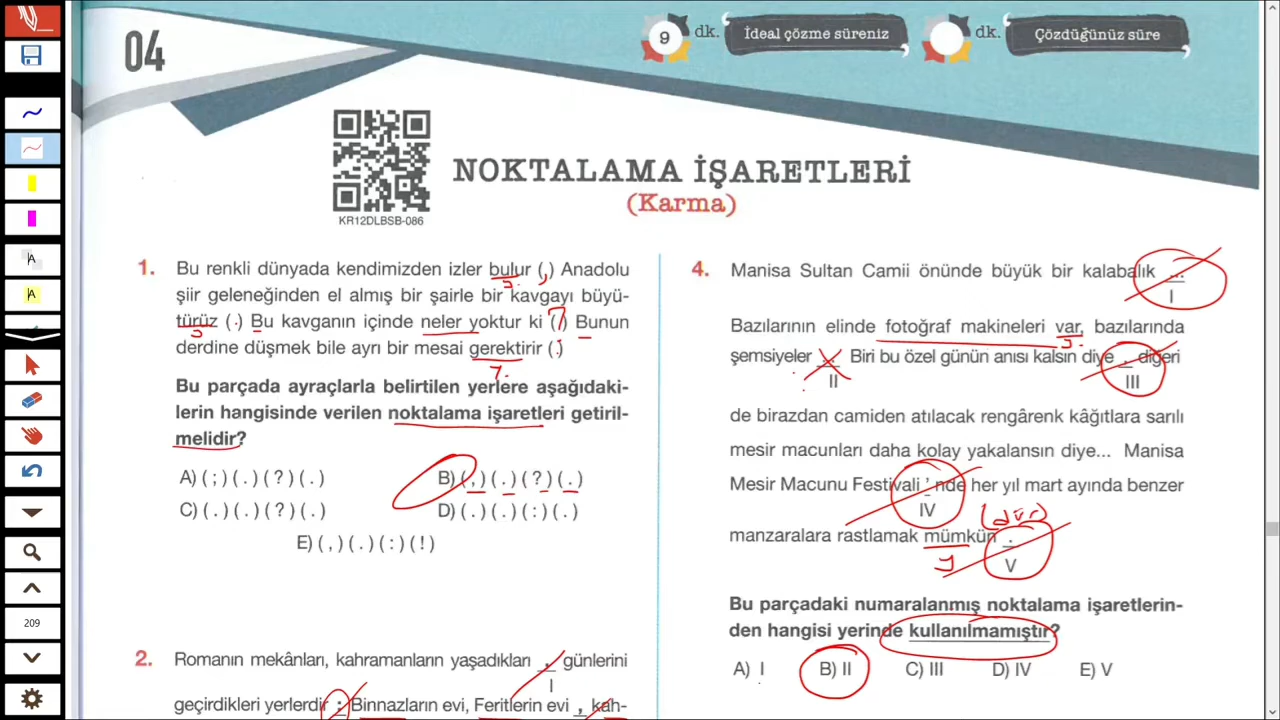 04
9 dk. İdeal çözme süreniz
dk. Çözdüğünüz süre
KR12DLBSB-086
NOKTALAMA İŞARETLERİ
(Karma)
1. Bu renkli dünyada kendimizden izler bulur (,) Anadolu
şiir geleneğinden el almış bir şairle bir kavgayı büyü-
türüz (.) Bu kavganın içinde neler yoktur ki (?) Bunun
derdine düşmek bile ayrı bir mesai gerektirir (.)
Bu parçada ayraçlarla belirtilen yerlere aşağıdaki-
lerin hangisinde verilen noktalama işaretleri getiril-
melidir?
A) ( ; ) ( . ) ( ? ) ( . )
B) ( , ) ( . ) ( ? ) ( . )
C) ( . ) ( . ) ( ? ) ( . )
D) ( . ) ( . ) ( : ) ( . )
E) ( , ) ( . ) ( : ) ( ! )
2. Romanın mekânları, kahramanların yaşadıkları , günlerini
I
geçirdikleri yerlerdir : Binnazların evi, Feritlerin evi , kah-
4. Manisa Sultan Camii önünde büyük bir kalabalık ...
I
Bazılarının elinde fotoğraf makineleri var, bazılarında
şemsiyeler Biri bu özel günün anısı kalsın diye , diğeri
II III
de birazdan camiden atılacak rengârenk kâğıtlara sarılı
mesir macunları daha kolay yakalansın diye... Manisa
Mesir Macunu Festivali ' nde her yıl mart ayında benzer
IV
(dür)
manzaralara rastlamak mümkün .
y V
Bu parçadaki numaralanmış noktalama işaretlerin-
den hangisi yerinde kullanılmamıştır?
A) I B) II C) III D) IV E) V
A
A
209